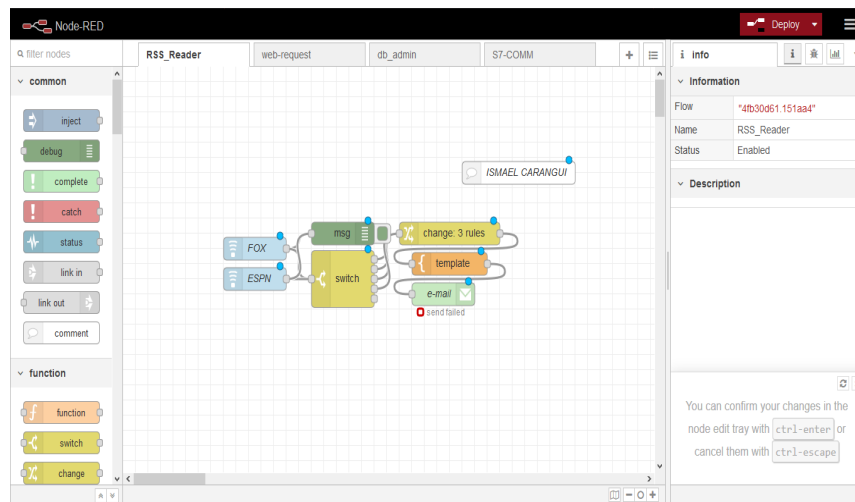 Node-RED
Deploy
filter nodes
RSS_Reader
web-request
db_admin
S7-COMM
i info
i
common
inject
debug
complete
catch
status
link in
link out
comment
function
function
switch
change
ISMAEL CARANGUI
FOX
ESPN
msg
switch
change: 3 rules
template
e-mail
send failed
Information
Flow
"4fb30d61.151aa4"
Name
RSS_Reader
Status
Enabled
Description
You can confirm your changes in the
node edit tray with ctrl-enter or
cancel them with ctrl-escape